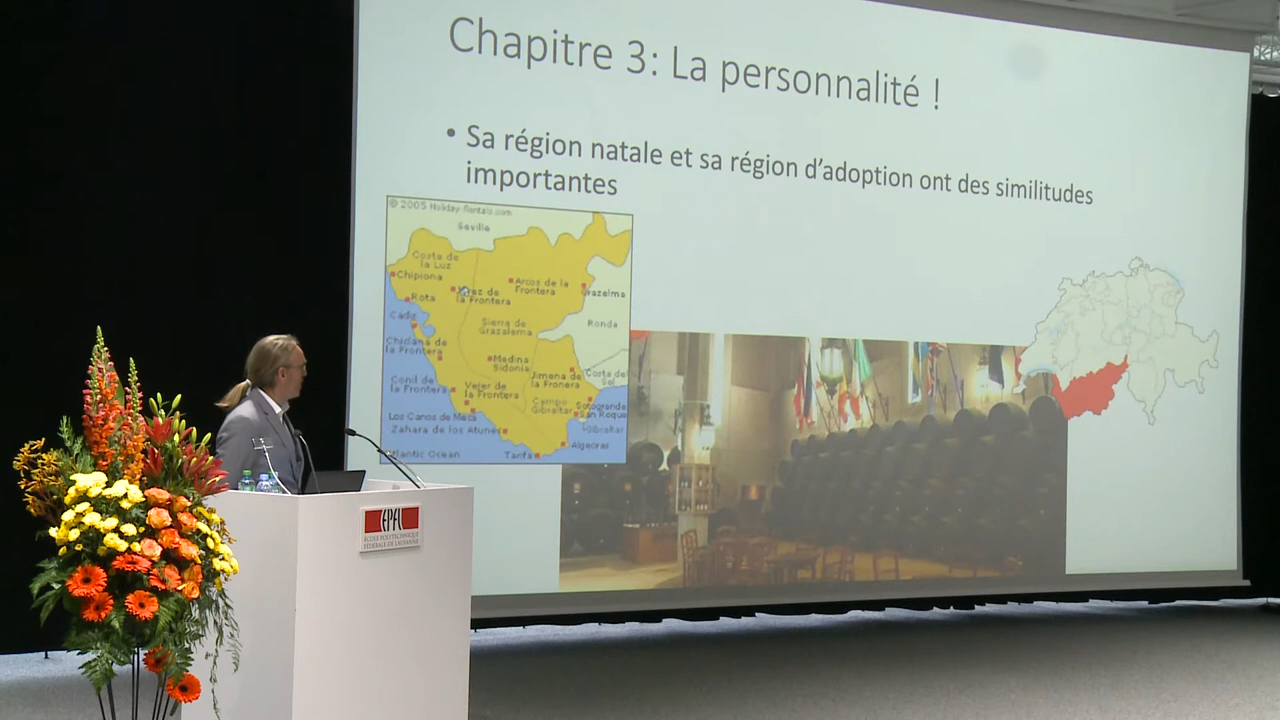 Chapitre 3: La personnalité !
• Sa région natale et sa région d’adoption ont des similitudes
importantes
© 2005 Holiday-Rentals.com
Seville
Costa de
la Luz
Chipiona
Arcos de la
Frontera
Jerez de
la Frontera
Grazelma
Rota
Cadiz
Sierra de
Grazalema
Ronda
Chiclana de
la Frontera
Medina
Sidonia
Jimena de
la Fronera
Costa del
Sol
Conil de
la Frontera
Vejer de
la Frontera
Campo
Gibraltar
Sotogrande
San Roque
Los Canos de Meca
Gibraltar
Zahara de los Atunes
Algeciras
Atlantic Ocean
Tarifa
EPFL
ÉCOLE POLYTECHNIQUE
FÉDÉRALE DE LAUSANNE